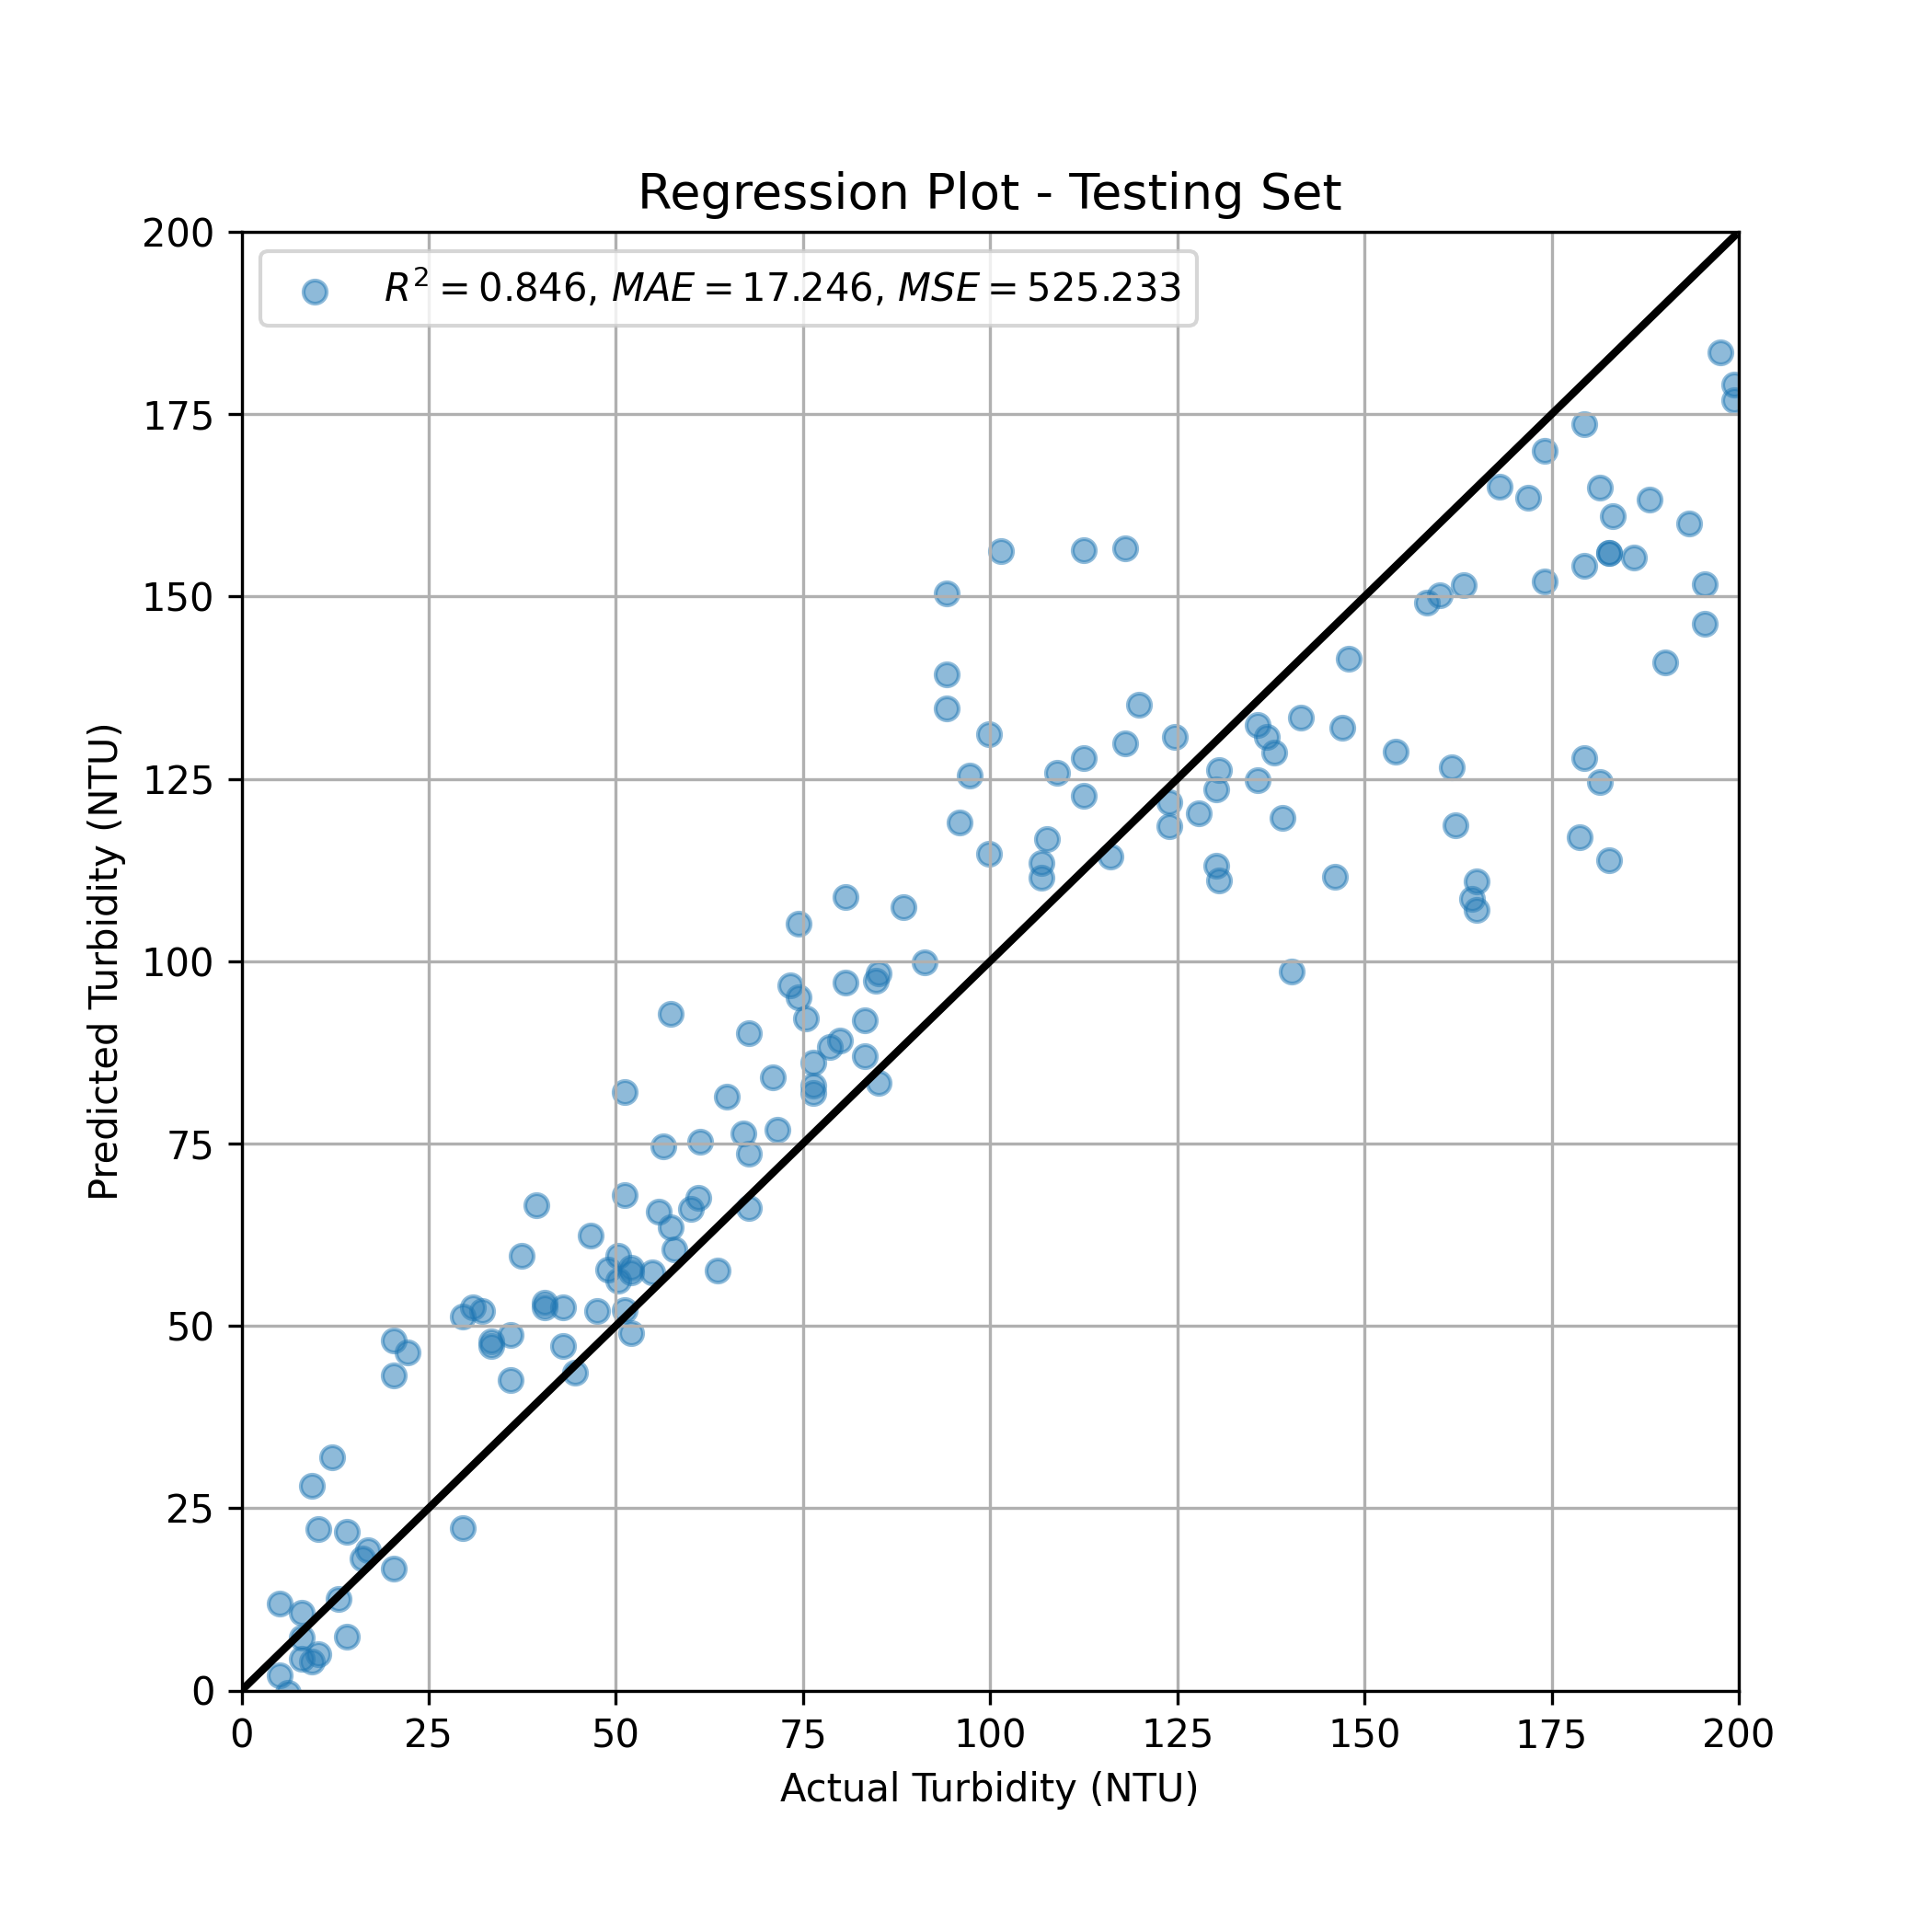 Regression Plot - Testing Set
R² = 0.846, MAE = 17.246, MSE = 525.233
200
175
150
125
100
75
50
25
0
Predicted Turbidity (NTU)
0 25 50 75 100 125 150 175 200
Actual Turbidity (NTU)